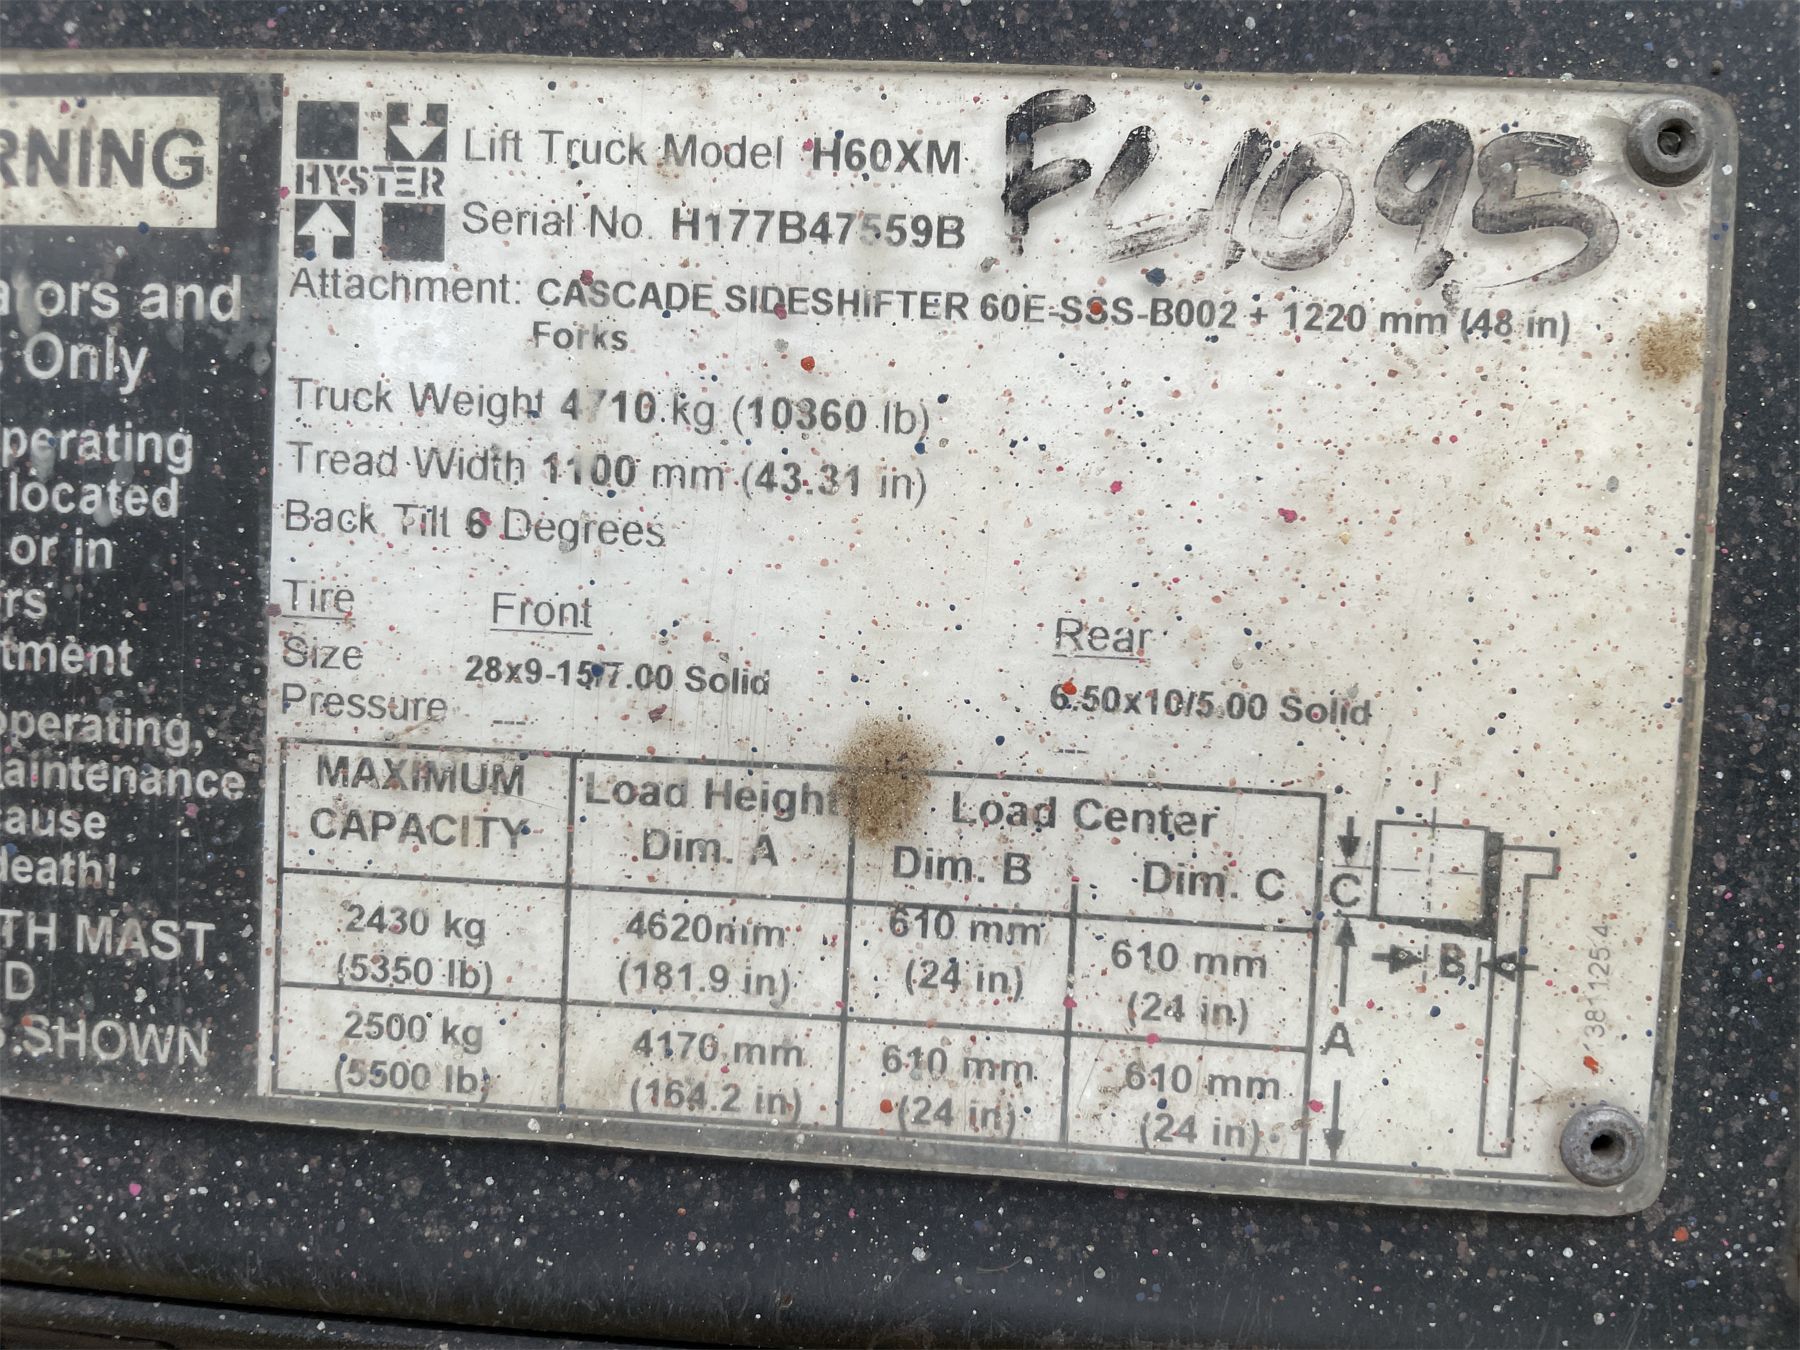 RNING
ators and
Only
perating
located
or in
rs
tment
operating,
aintenance
cause
death!
TH MAST
D
SHOWN
HYSTER
Lift Truck Model H60XM
FL1095
Serial No. H177B47559B
Attachment: CASCADE SIDESHIFTER 60E-SSS-B002 + 1220 mm (48 in)
Forks
Truck Weight 4710 kg (10360 lb)
Tread Width 1100 mm (43.31 in)
Back Tilt 6 Degrees
Tire Front Rear
Size 28x9-15/7.00 Solid 6.50x10/5.00 Solid
Pressure --- ---
MAXIMUM CAPACITY
Load Height Dim. A
Load Center
Dim. B Dim. C
2430 kg 4620mm 610 mm 610 mm
(5350 lb) (181.9 in) (24 in) (24 in)
2500 kg 4170 mm 610 mm 610 mm
(5500 lb) (164.2 in) (24 in) (24 in)
C
B
A